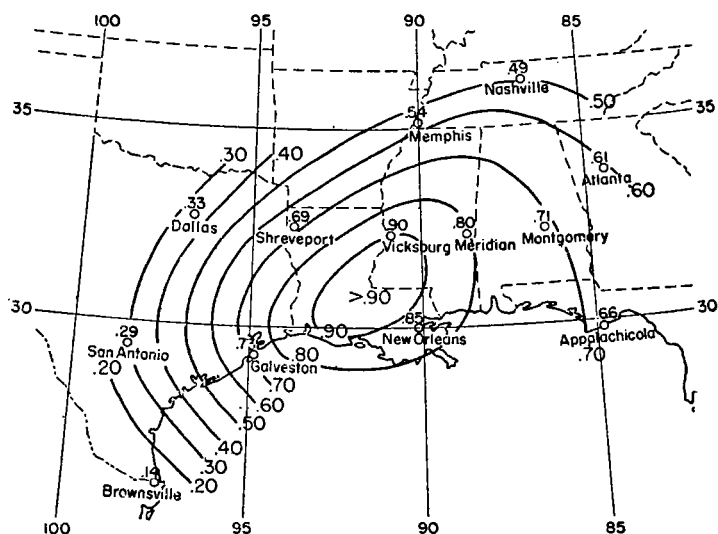 100 95 90 85
.49
Nashville
.50
35 35
.54
Memphis
.30 .40
.61
Atlanta
.60
.33
Dallas
.69
Shreveport
.90
Vicksburg
.80
Meridian
.71
Montgomery
>.90
30 30
.29
San Antonio
.20
.73
Galveston
.90
.80
.85
New Orleans
.66
Appalachicola
.70
.70
.60
.50
.40
.30
.20
.14
Brownsville
100 95 90 85